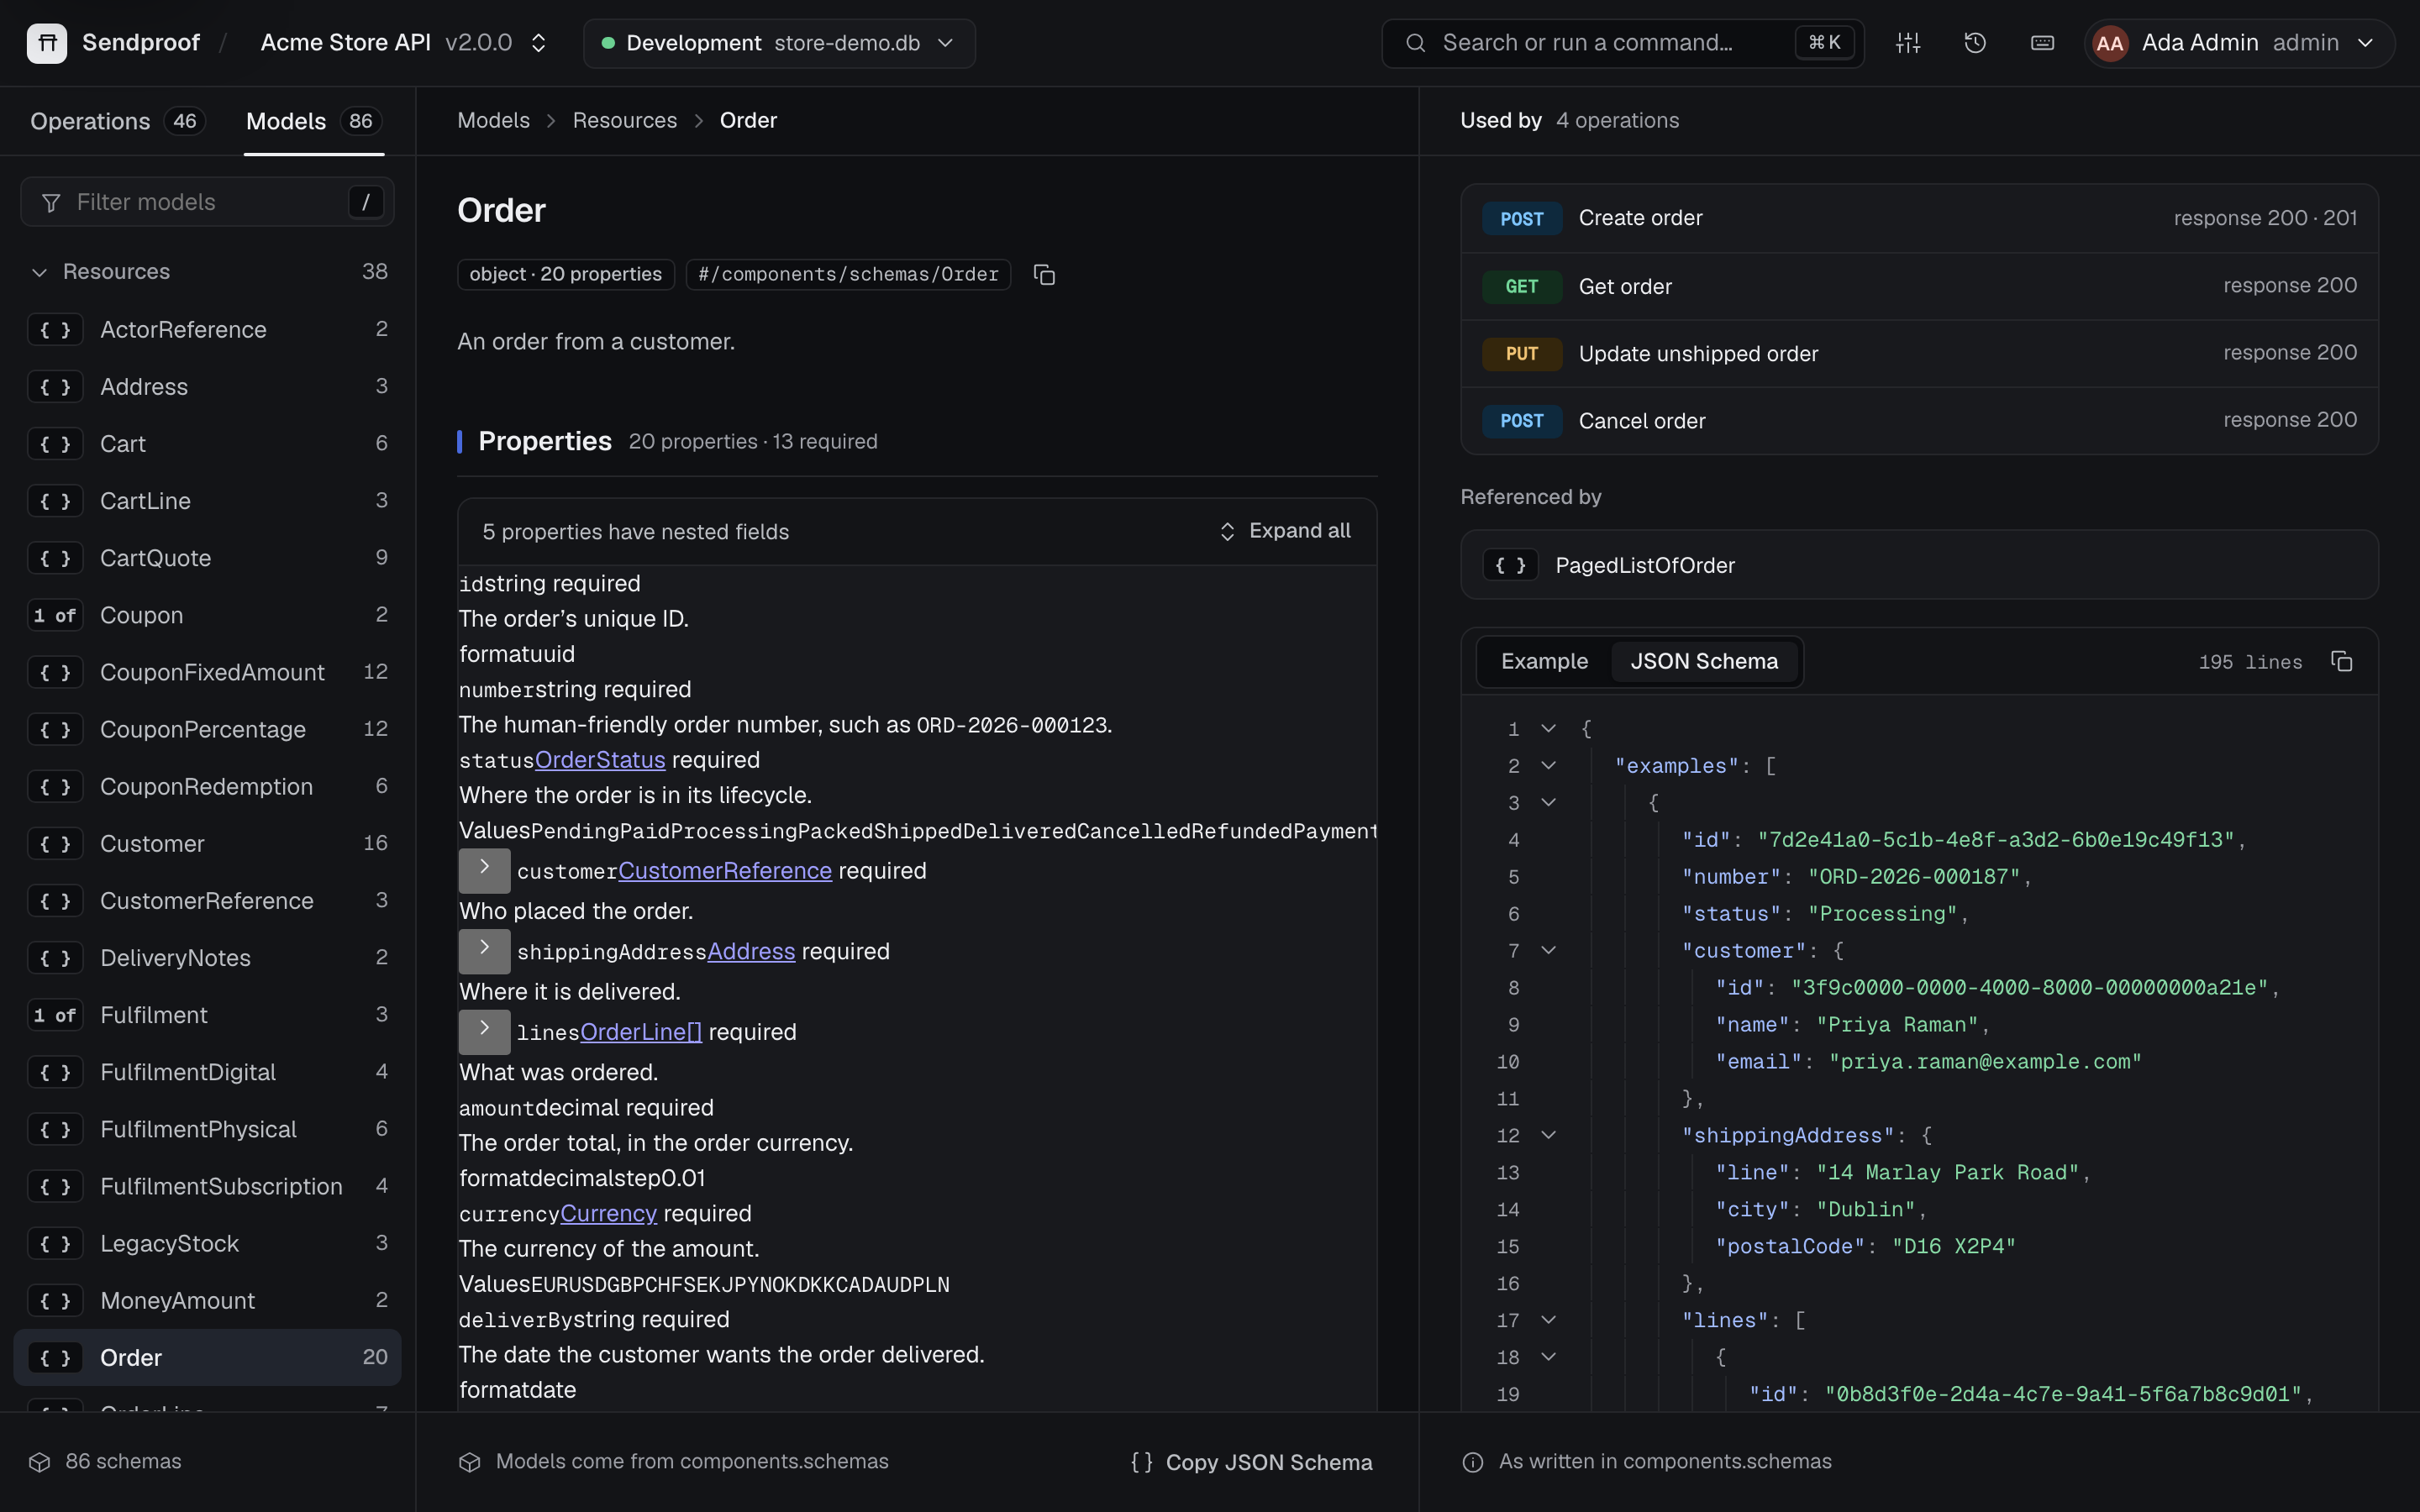 Sendproof / Acme Store API v2.0.0 Development store-demo.db Search or run a command... ⌘K AA Ada Admin admin
Operations 46 Models 86
Filter models /
Resources 38
{ } ActorReference 2
{ } Address 3
{ } Cart 6
{ } CartLine 3
{ } CartQuote 9
1 of Coupon 2
{ } CouponFixedAmount 12
{ } CouponPercentage 12
{ } CouponRedemption 6
{ } Customer 16
{ } CustomerReference 3
{ } DeliveryNotes 2
1 of Fulfilment 3
{ } FulfilmentDigital 4
{ } FulfilmentPhysical 6
{ } FulfilmentSubscription 4
{ } LegacyStock 3
{ } MoneyAmount 2
{ } Order 20
{ } OrderLine 7
86 schemas
Models > Resources > Order
Order
object · 20 properties #/components/schemas/Order
An order from a customer.
Properties 20 properties · 13 required
5 properties have nested fields Expand all
idstring required
The order’s unique ID.
formatuuid
numberstring required
The human-friendly order number, such as ORD-2026-000123.
statusOrderStatus required
Where the order is in its lifecycle.
ValuesPendingPaidProcessingPackedShippedDeliveredCancelledRefundedPayment
customerCustomerReference required
Who placed the order.
shippingAddressAddress required
Where it is delivered.
linesOrderLine[] required
What was ordered.
amountdecimal required
The order total, in the order currency.
formatdecimalstep0.01
currencyCurrency required
The currency of the amount.
ValuesEURUSDGBPCHFSEKJPYNOKDKKCADAUDPLN
deliverBystring required
The date the customer wants the order delivered.
formatdate
Models come from components.schemas {} Copy JSON Schema
Used by 4 operations
POST Create order response 200 · 201
GET Get order response 200
PUT Update unshipped order response 200
POST Cancel order response 200
Referenced by
{ } PagedListOfOrder
Example JSON Schema 195 lines
1 {
2 "examples": [
3 {
4 "id": "7d2e41a0-5c1b-4e8f-a3d2-6b0e19c49f13",
5 "number": "ORD-2026-000187",
6 "status": "Processing",
7 "customer": {
8 "id": "3f9c0000-0000-4000-8000-00000000a21e",
9 "name": "Priya Raman",
10 "email": "priya.raman@example.com"
11 },
12 "shippingAddress": {
13 "line": "14 Marlay Park Road",
14 "city": "Dublin",
15 "postalCode": "D16 X2P4"
16 },
17 "lines": [
18 {
19 "id": "0b8d3f0e-2d4a-4c7e-9a41-5f6a7b8c9d01",
As written in components.schemas